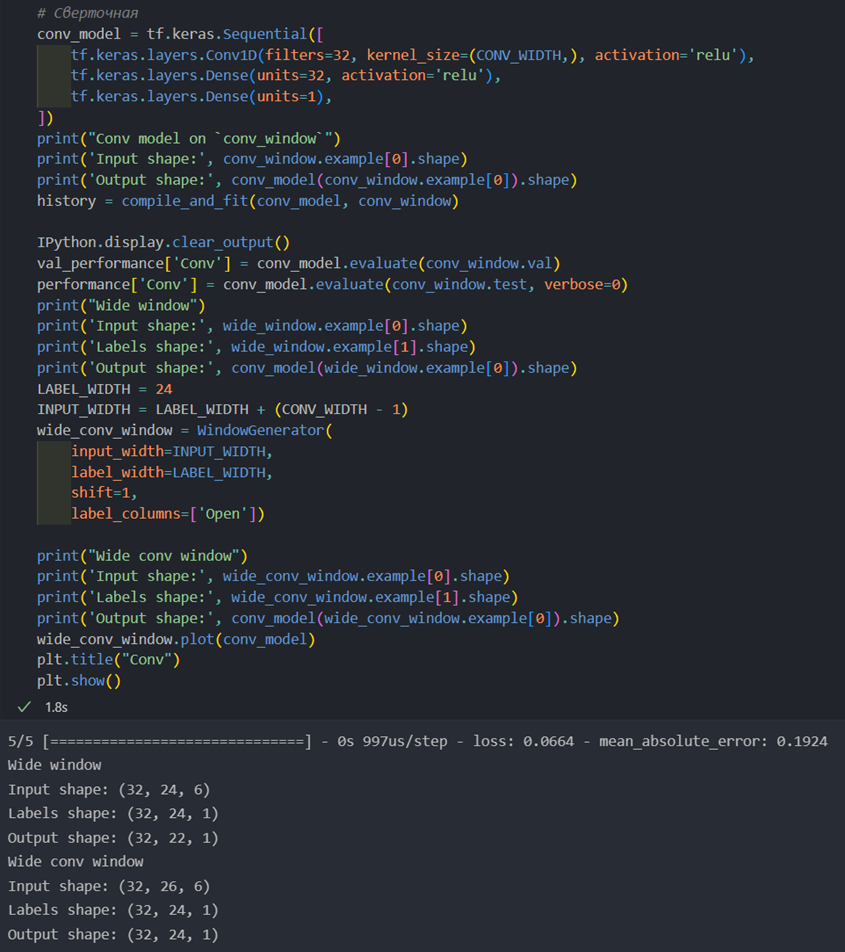 # Сверточная
conv_model = tf.keras.Sequential([
    tf.keras.layers.Conv1D(filters=32, kernel_size=(CONV_WIDTH,), activation='relu'),
    tf.keras.layers.Dense(units=32, activation='relu'),
    tf.keras.layers.Dense(units=1),
])
print("Conv model on `conv_window`")
print('Input shape:', conv_window.example[0].shape)
print('Output shape:', conv_model(conv_window.example[0]).shape)
history = compile_and_fit(conv_model, conv_window)

IPython.display.clear_output()
val_performance['Conv'] = conv_model.evaluate(conv_window.val)
performance['Conv'] = conv_model.evaluate(conv_window.test, verbose=0)
print("Wide window")
print('Input shape:', wide_window.example[0].shape)
print('Labels shape:', wide_window.example[1].shape)
print('Output shape:', conv_model(wide_window.example[0]).shape)
LABEL_WIDTH = 24
INPUT_WIDTH = LABEL_WIDTH + (CONV_WIDTH - 1)
wide_conv_window = WindowGenerator(
    input_width=INPUT_WIDTH,
    label_width=LABEL_WIDTH,
    shift=1,
    label_columns=['Open'])

print("Wide conv window")
print('Input shape:', wide_conv_window.example[0].shape)
print('Labels shape:', wide_conv_window.example[1].shape)
print('Output shape:', conv_model(wide_conv_window.example[0]).shape)
wide_conv_window.plot(conv_model)
plt.title("Conv")
plt.show()
✓ 1.8s
5/5 [==============================] - 0s 997us/step - loss: 0.0664 - mean_absolute_error: 0.1924
Wide window
Input shape: (32, 24, 6)
Labels shape: (32, 24, 1)
Output shape: (32, 22, 1)
Wide conv window
Input shape: (32, 26, 6)
Labels shape: (32, 24, 1)
Output shape: (32, 24, 1)